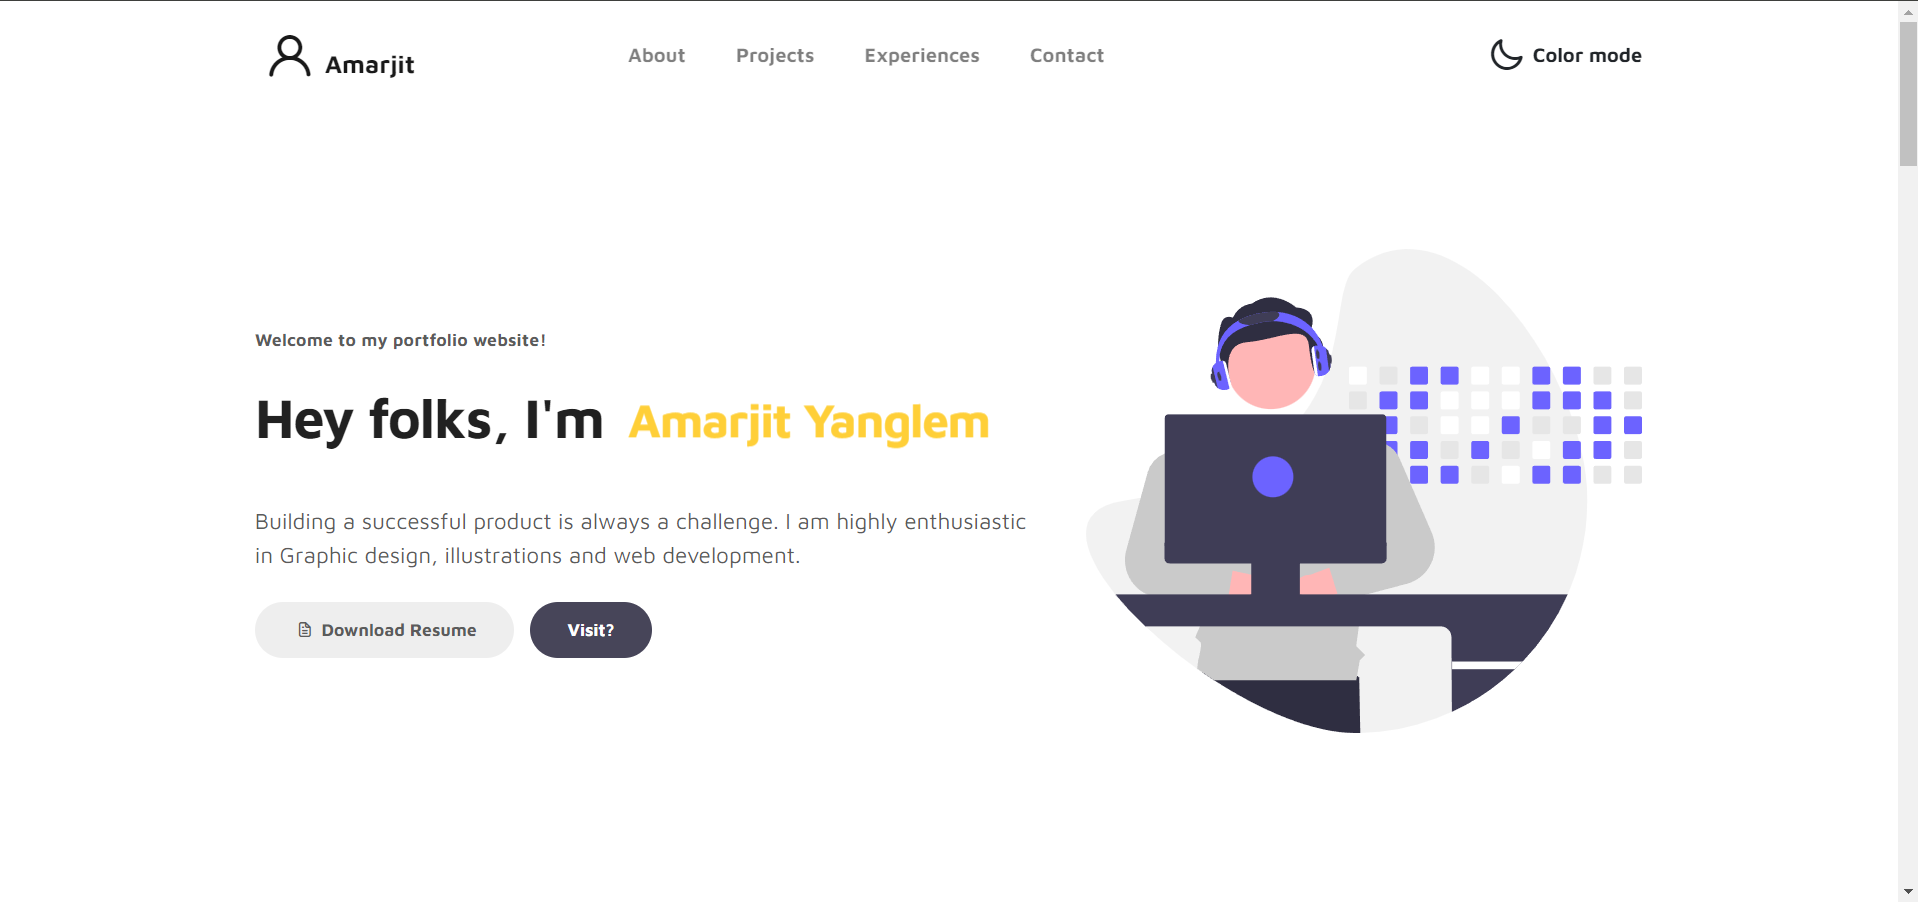 Amarjit
About
Projects
Experiences
Contact
Color mode
Welcome to my portfolio website!
Hey folks, I'm Amarjit Yanglem
Building a successful product is always a challenge. I am highly enthusiastic
in Graphic design, illustrations and web development.
Download Resume
Visit?